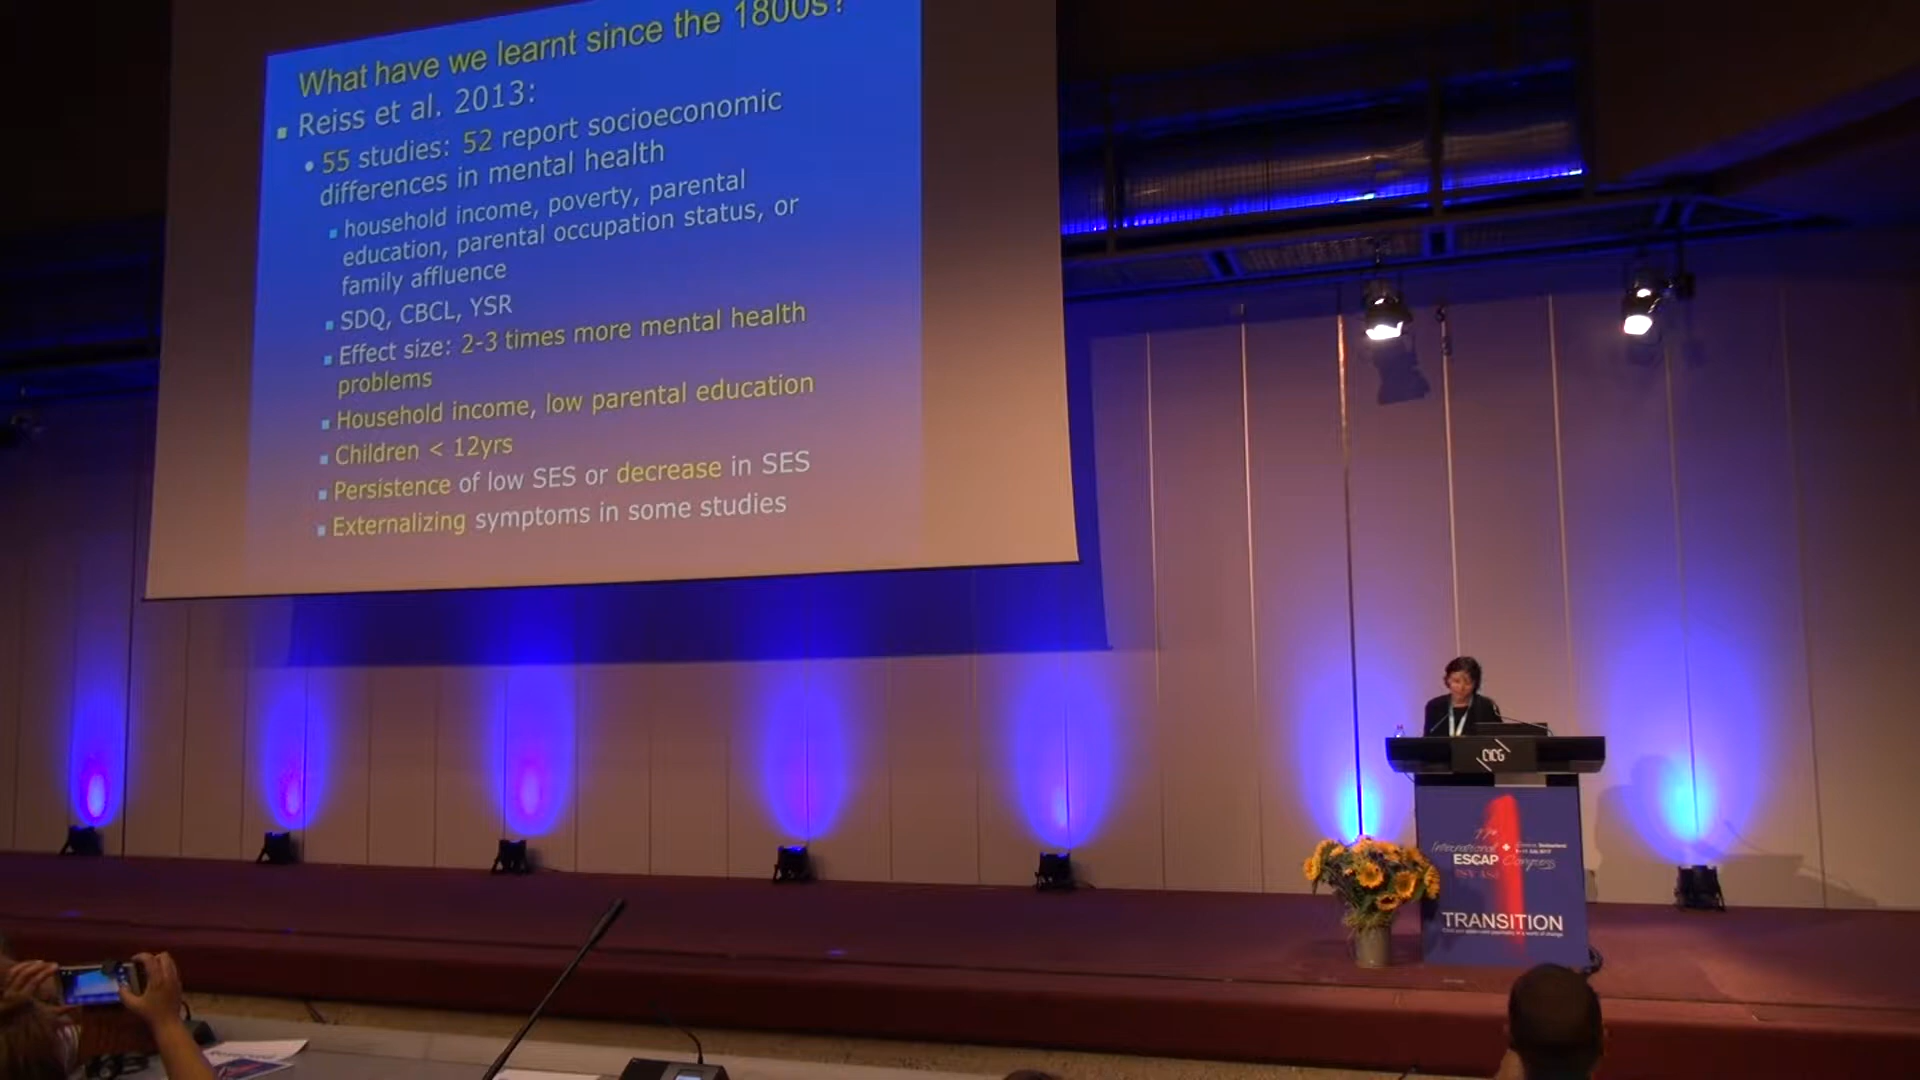 What have we learnt since the 1800s?
Reiss et al. 2013:
55 studies: 52 report socioeconomic
differences in mental health
household income, poverty, parental
education, parental occupation status, or
family affluence
SDQ, CBCL, YSR
Effect size: 2-3 times more mental health
problems
Household income, low parental education
Children < 12yrs
Persistence of low SES or decrease in SES
Externalizing symptoms in some studies
CICG
International
ESCAP Congress
TRANSITION